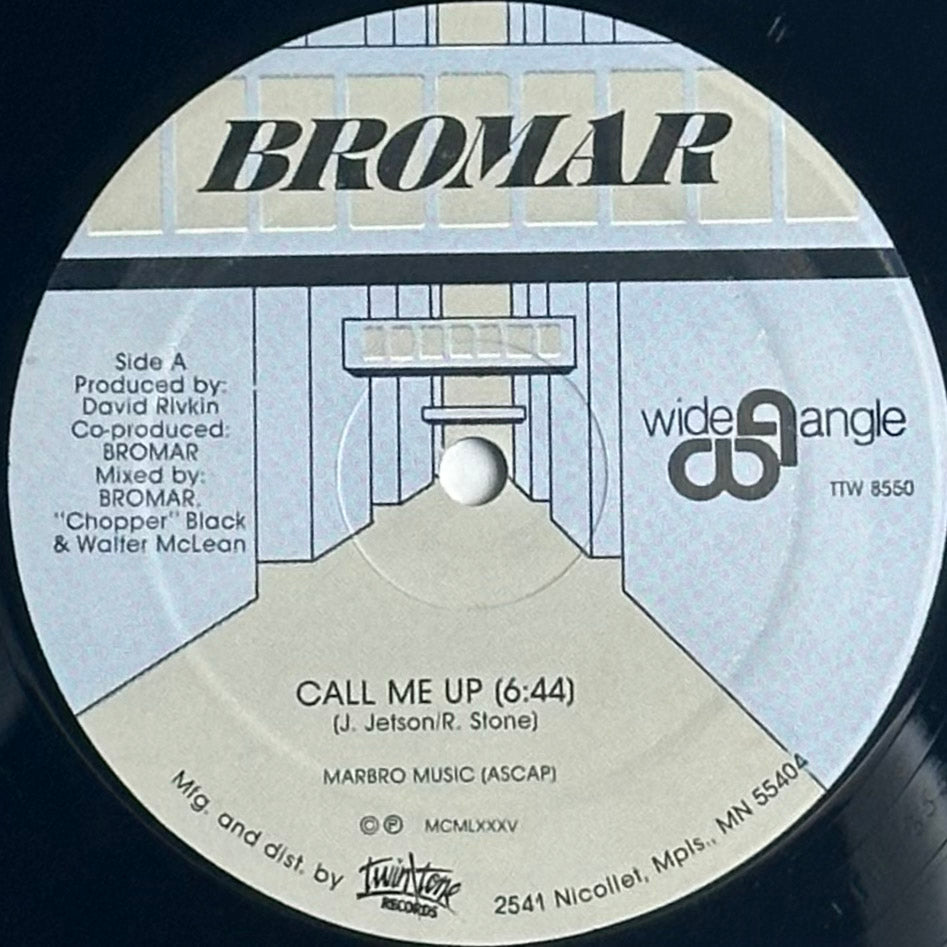 BROMAR
Side A
Produced by:
David Rivkin
Co-produced:
BROMAR
Mixed by:
BROMAR,
"Chopper" Black
& Walter McLean
wide angle
TTW 8550
CALL ME UP (6:44)
(J. Jetson/R. Stone)
MARBRO MUSIC (ASCAP)
© ℗ MCMLXXXV
Mfg. and dist. by Twin/Tone RECORDS 2541 Nicollet, Mpls., MN 55404